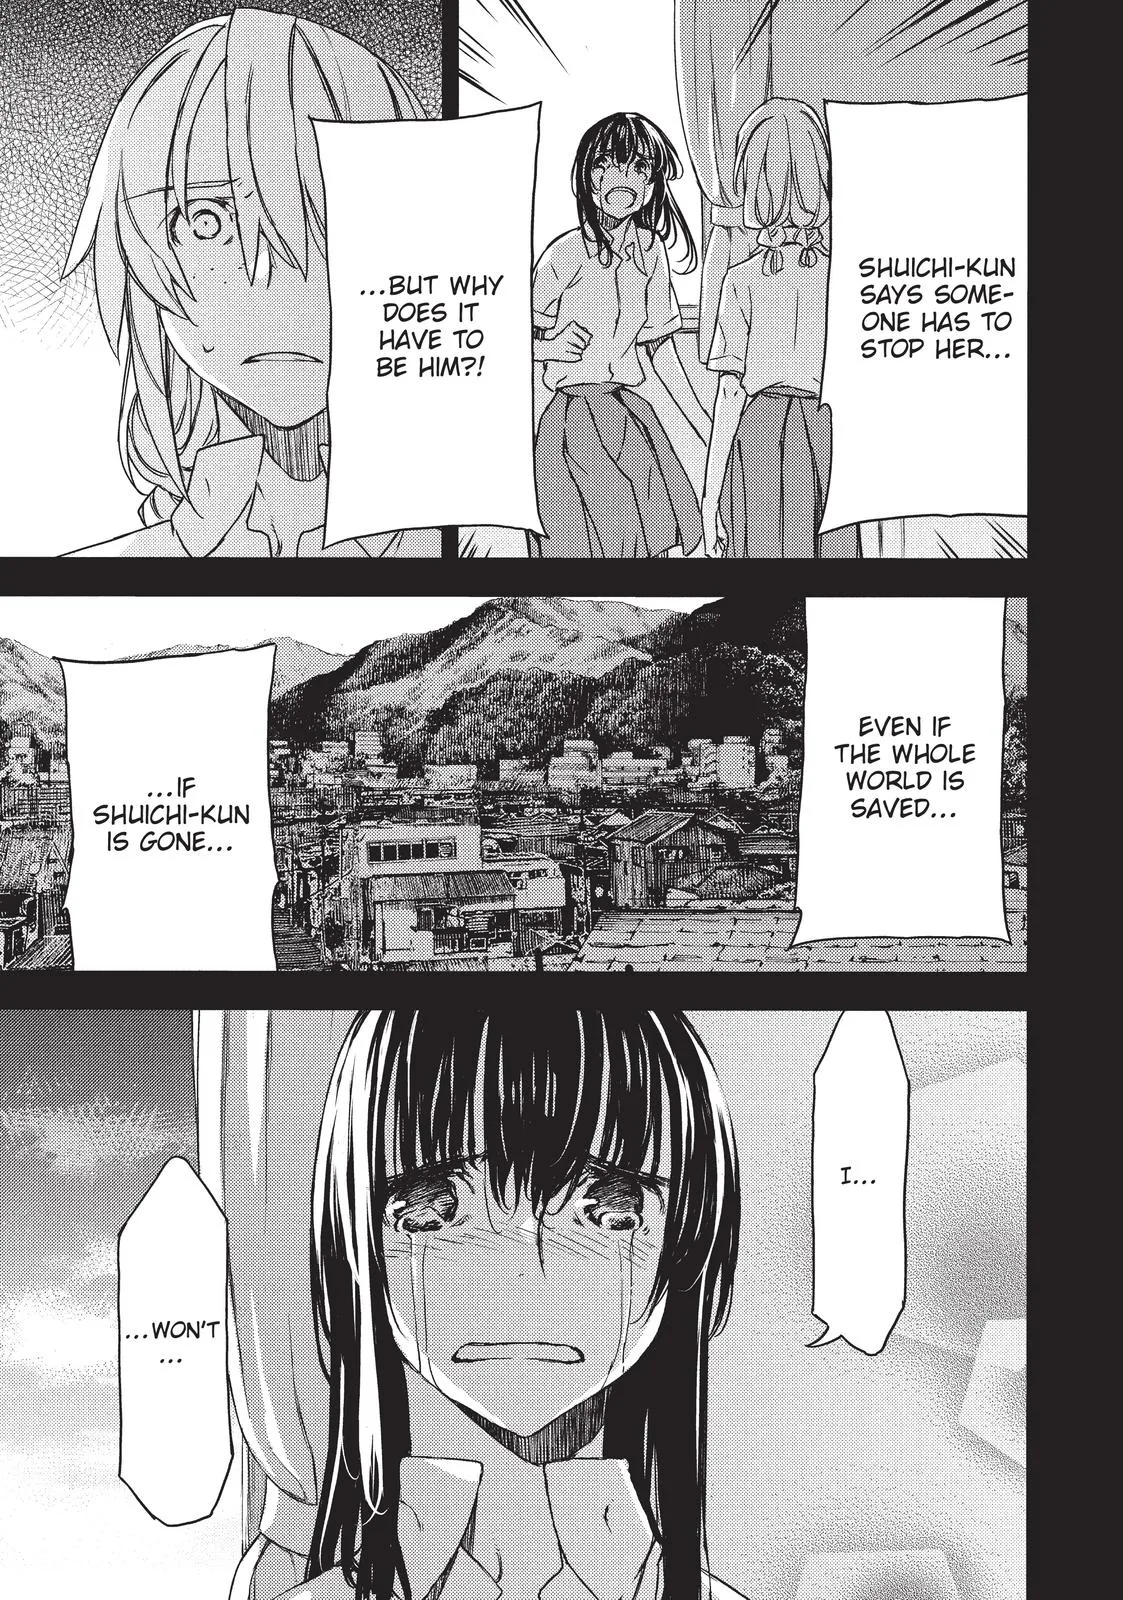 SHUICHI-KUN
SAYS SOME-
ONE HAS TO
STOP HER...
...BUT WHY
DOES IT
HAVE TO
BE HIM?!
EVEN IF
THE WHOLE
WORLD IS
SAVED...
...IF
SHUICHI-KUN
IS GONE...
I...
...WON'T
...